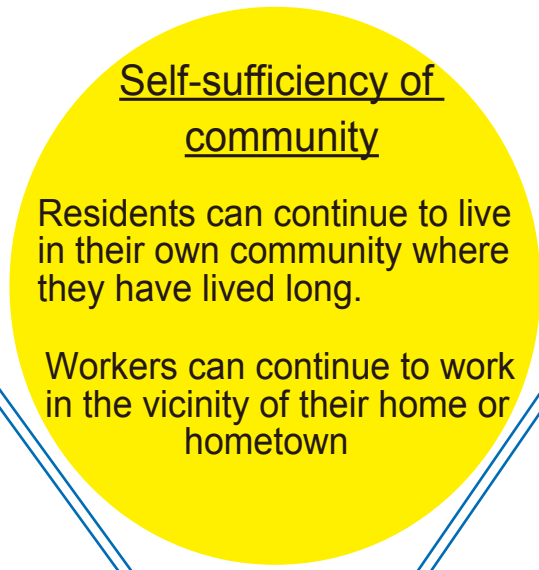 Self-sufficiency of
community
Residents can continue to live
in their own community where
they have lived long.
Workers can continue to work
in the vicinity of their home or
hometown